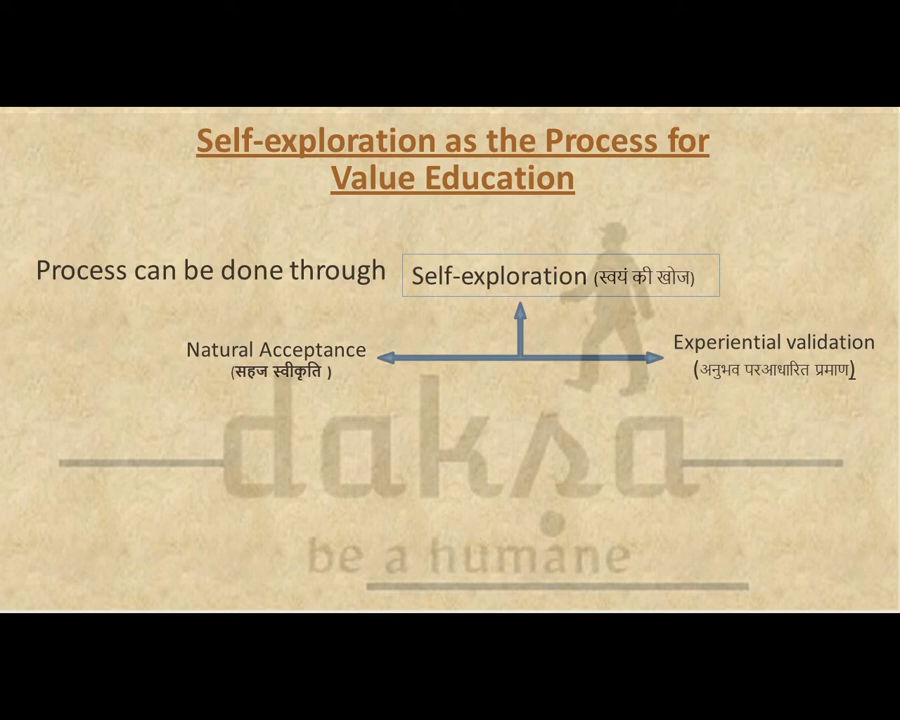 Self-exploration as the Process for
Value Education
Process can be done through
Self-exploration (स्वयं की खोज)
Natural Acceptance
(सहज स्वीकृति )
Experiential validation
(अनुभव परआधारित प्रमाण)
daksa
be a humane